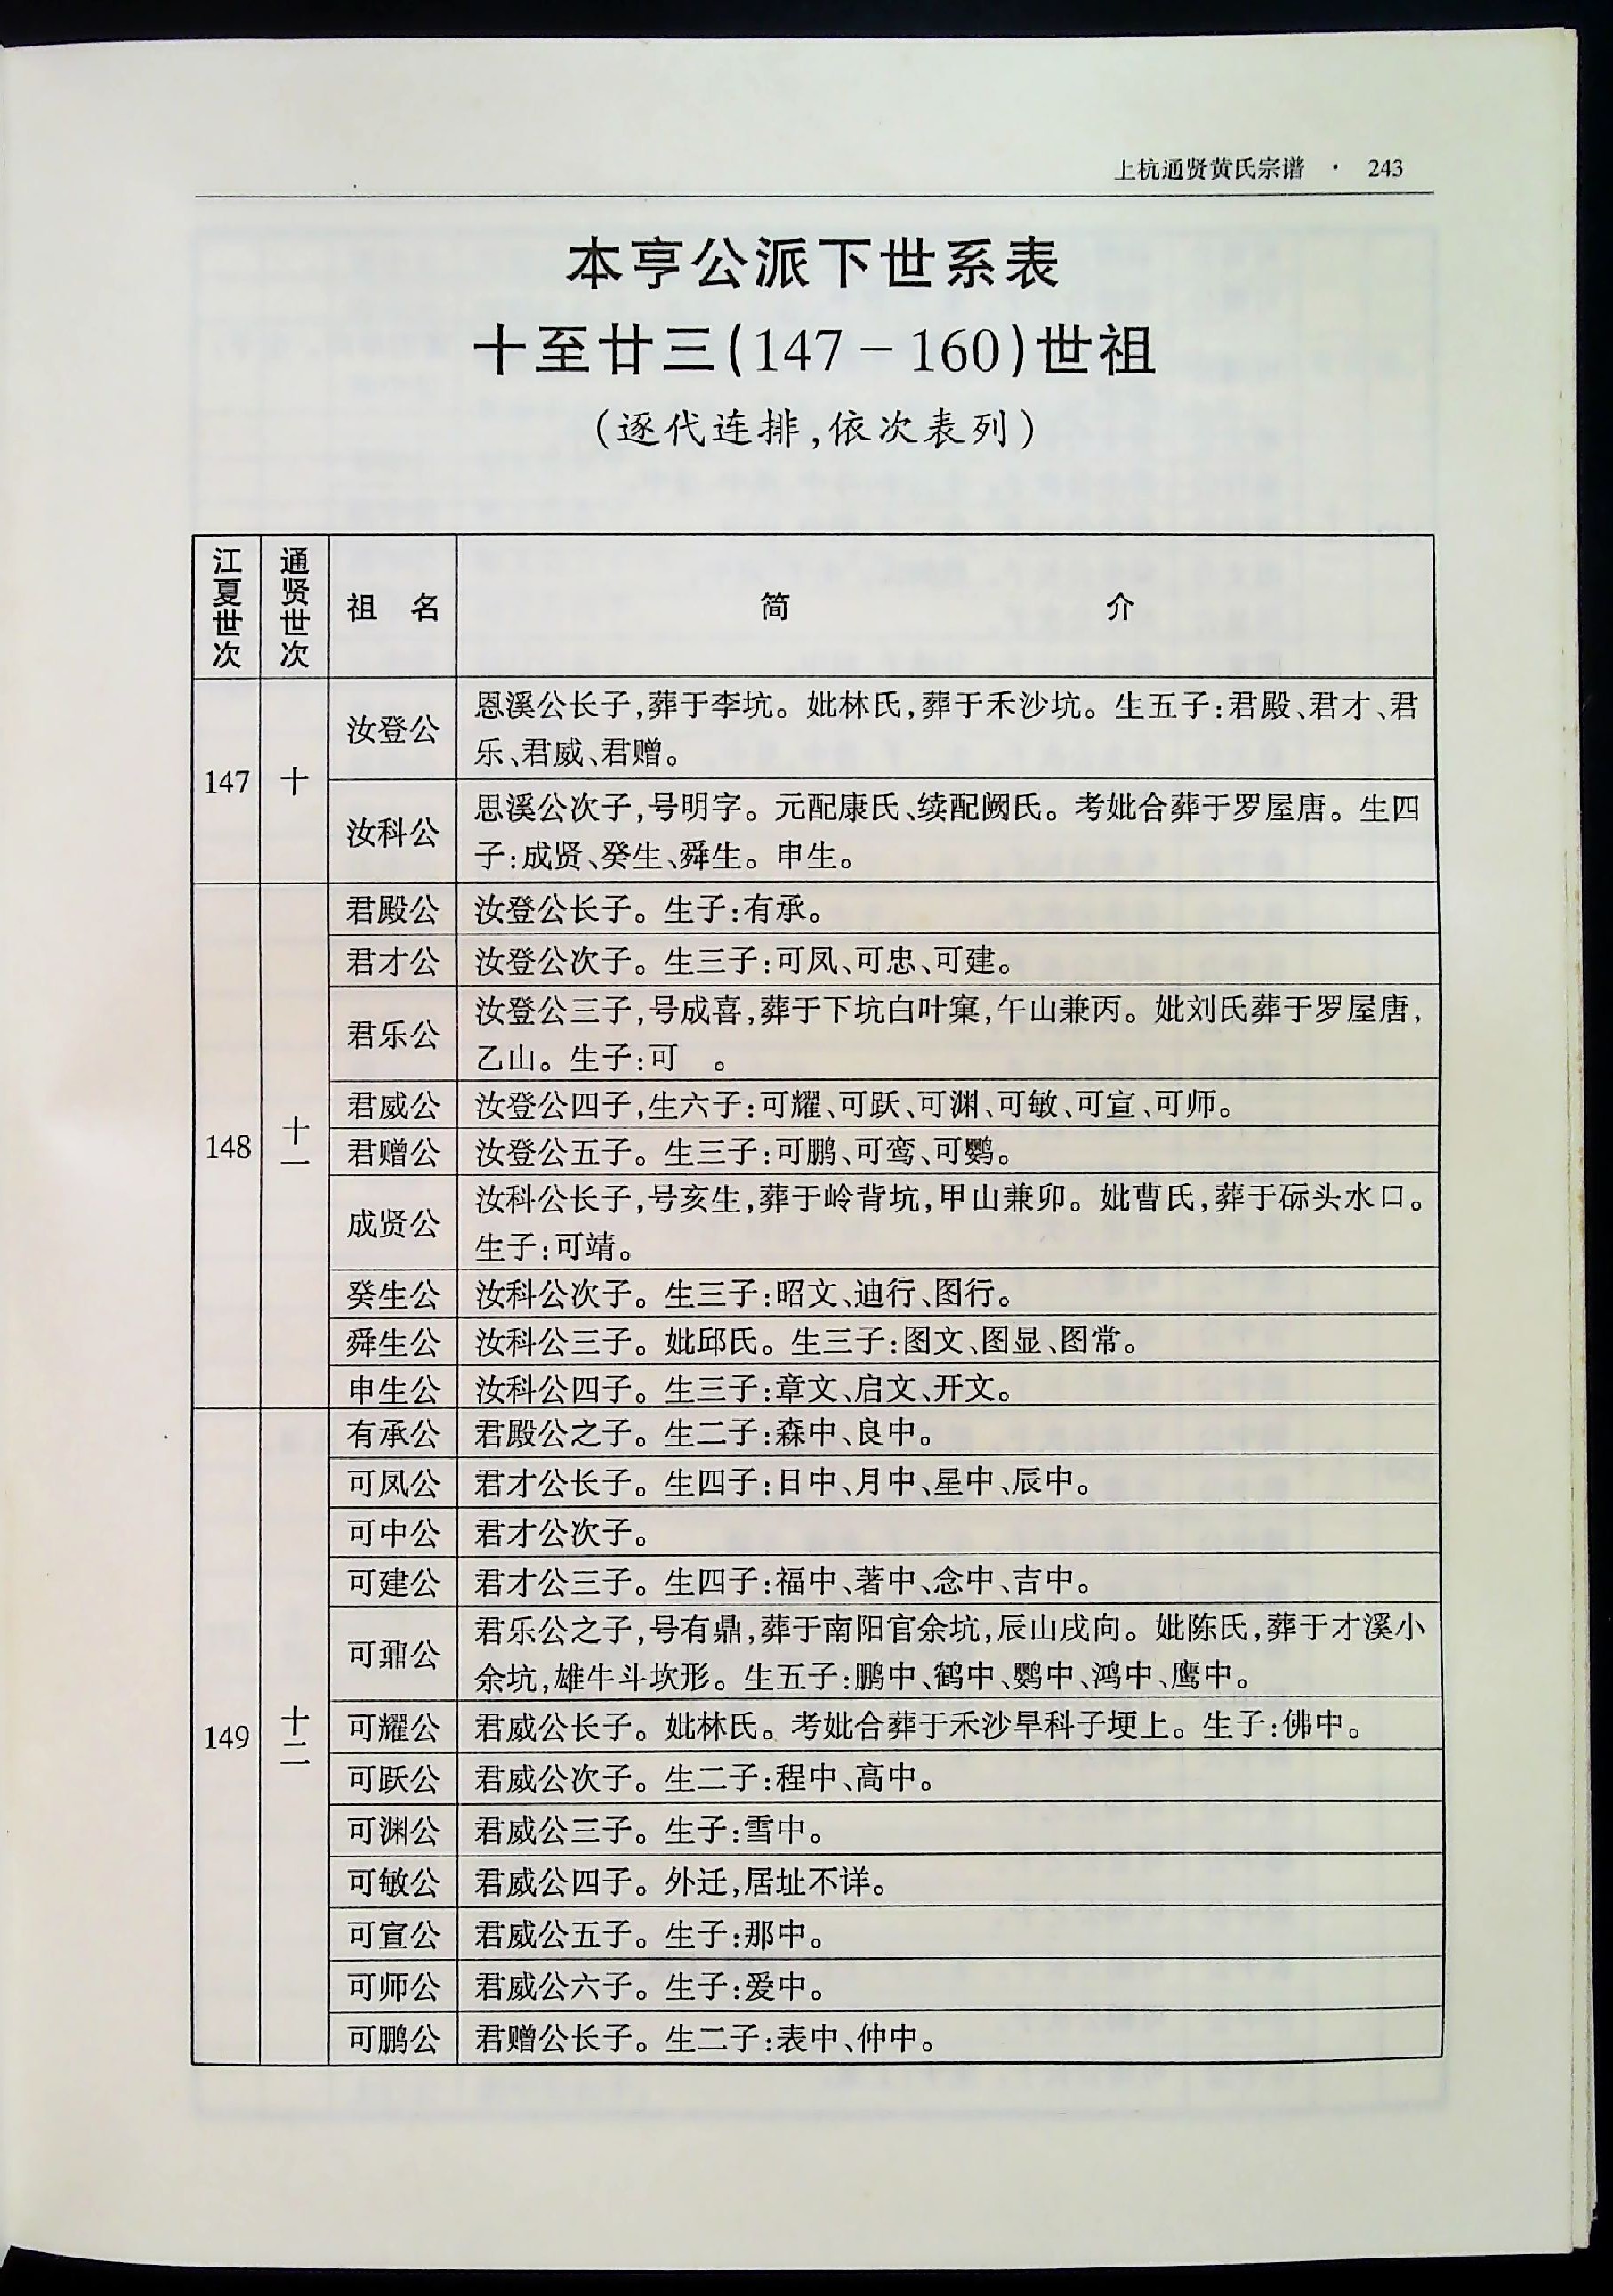 上杭通贤黄氏宗谱 · 243
本亨公派下世系表
十至廿三(147－160)世祖
(逐代连排,依次表列)
江夏世次 通贤世次 祖 名 简 介
147 十
汝登公 恩溪公长子,葬于李坑。妣林氏,葬于禾沙坑。生五子:君殿、君才、君
乐、君威、君赠。
汝科公 思溪公次子,号明字。元配康氏、续配阙氏。考妣合葬于罗屋唐。生四
子:成贤、癸生、舜生。申生。
148 十一
君殿公 汝登公长子。生子:有承。
君才公 汝登公次子。生三子:可凤、可忠、可建。
君乐公 汝登公三子,号成喜,葬于下坑白叶窠,午山兼丙。妣刘氏葬于罗屋唐,
乙山。生子:可 。
君威公 汝登公四子,生六子:可耀、可跃、可渊、可敏、可宣、可师。
君赠公 汝登公五子。生三子:可鹏、可鸾、可鹦。
成贤公 汝科公长子,号亥生,葬于岭背坑,甲山兼卯。妣曹氏,葬于砾头水口。
生子:可靖。
癸生公 汝科公次子。生三子:昭文、迪行、图行。
舜生公 汝科公三子。妣邱氏。生三子:图文、图显、图常。
申生公 汝科公四子。生三子:章文、启文、开文。
149 十二
有承公 君殿公之子。生二子:森中、良中。
可凤公 君才公长子。生四子:日中、月中、星中、辰中。
可中公 君才公次子。
可建公 君才公三子。生四子:福中、著中、念中、吉中。
可鼐公 君乐公之子,号有鼎,葬于南阳官余坑,辰山戌向。妣陈氏,葬于才溪小
余坑,雄牛斗坎形。生五子:鹏中、鹤中、鹦中、鸿中、鹰中。
可耀公 君威公长子。妣林氏。考妣合葬于禾沙旱科子埂上。生子:佛中。
可跃公 君威公次子。生二子:程中、高中。
可渊公 君威公三子。生子:雪中。
可敏公 君威公四子。外迁,居址不详。
可宣公 君威公五子。生子:那中。
可师公 君威公六子。生子:爱中。
可鹏公 君赠公长子。生二子:表中、仲中。